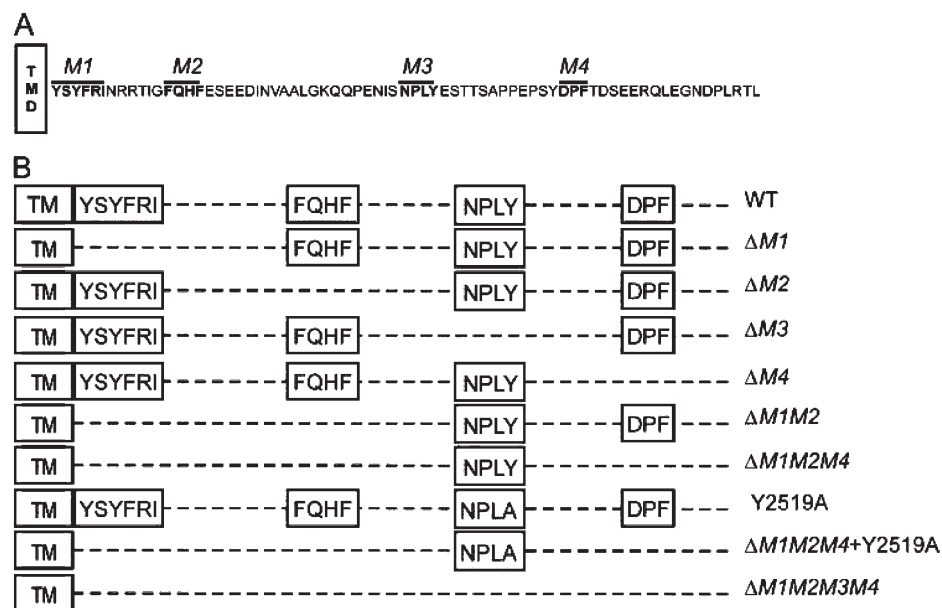 A
TMD
M1 M2 M3 M4
YSYFRINRRTIGFQHFESEEDINVAALGKQQPENISNPLYESTTSAPPEPSYDPFTDSEERQLEGNDPLRTL
B
TM YSYFRI FQHF NPLY DPF WT
TM FQHF NPLY DPF ΔM1
TM YSYFRI NPLY DPF ΔM2
TM YSYFRI FQHF DPF ΔM3
TM YSYFRI FQHF NPLY ΔM4
TM NPLY DPF ΔM1M2
TM NPLY ΔM1M2M4
TM YSYFRI FQHF NPLA DPF Y2519A
TM NPLA ΔM1M2M4+Y2519A
TM ΔM1M2M3M4